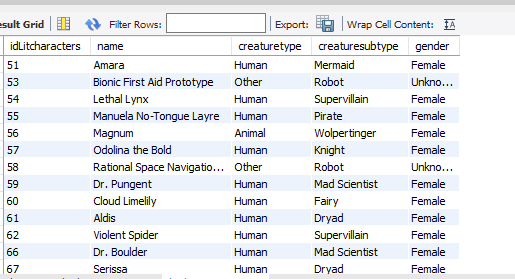 esult Grid Filter Rows: Export: Wrap Cell Content: IA
idLitcharacters name creaturetype creaturesubtype gender
51 Amara Human Mermaid Female
53 Bionic First Aid Prototype Other Robot Unkno...
54 Lethal Lynx Human Supervillain Female
55 Manuela No-Tongue Layre Human Pirate Female
56 Magnum Animal Wolpertinger Female
57 Odolina the Bold Human Knight Female
58 Rational Space Navigatio... Other Robot Unkno...
59 Dr. Pungent Human Mad Scientist Female
60 Cloud Limelily Human Fairy Female
61 Aldis Human Dryad Female
62 Violent Spider Human Supervillain Female
66 Dr. Boulder Human Mad Scientist Female
67 Serissa Human Dryad Female